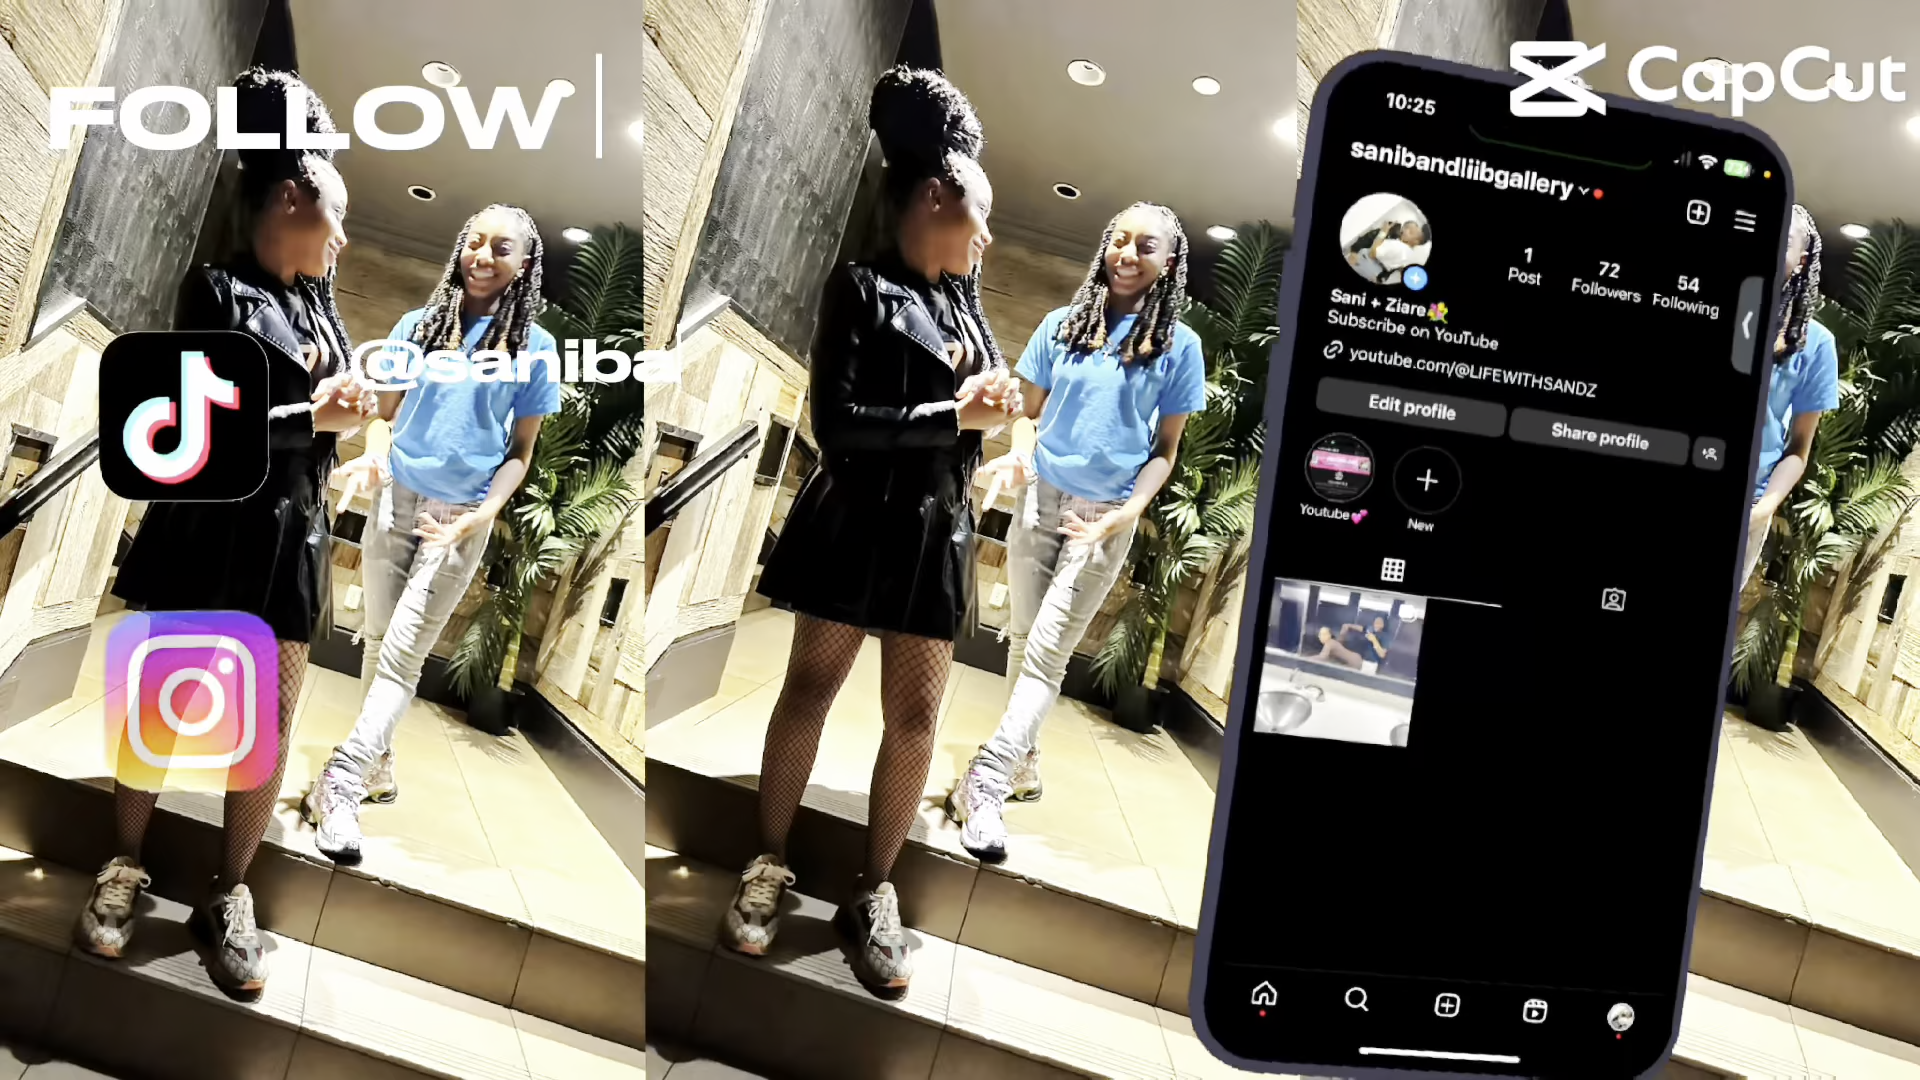 FOLLOW
@saniba
CapCut
10:25
sanibandliibgallery
1
Post
72
Followers
54
Following
Sani + Ziare
Subscribe on YouTube
youtube.com/@LIFEWITHSANDZ
Edit profile
Share profile
Youtube
New